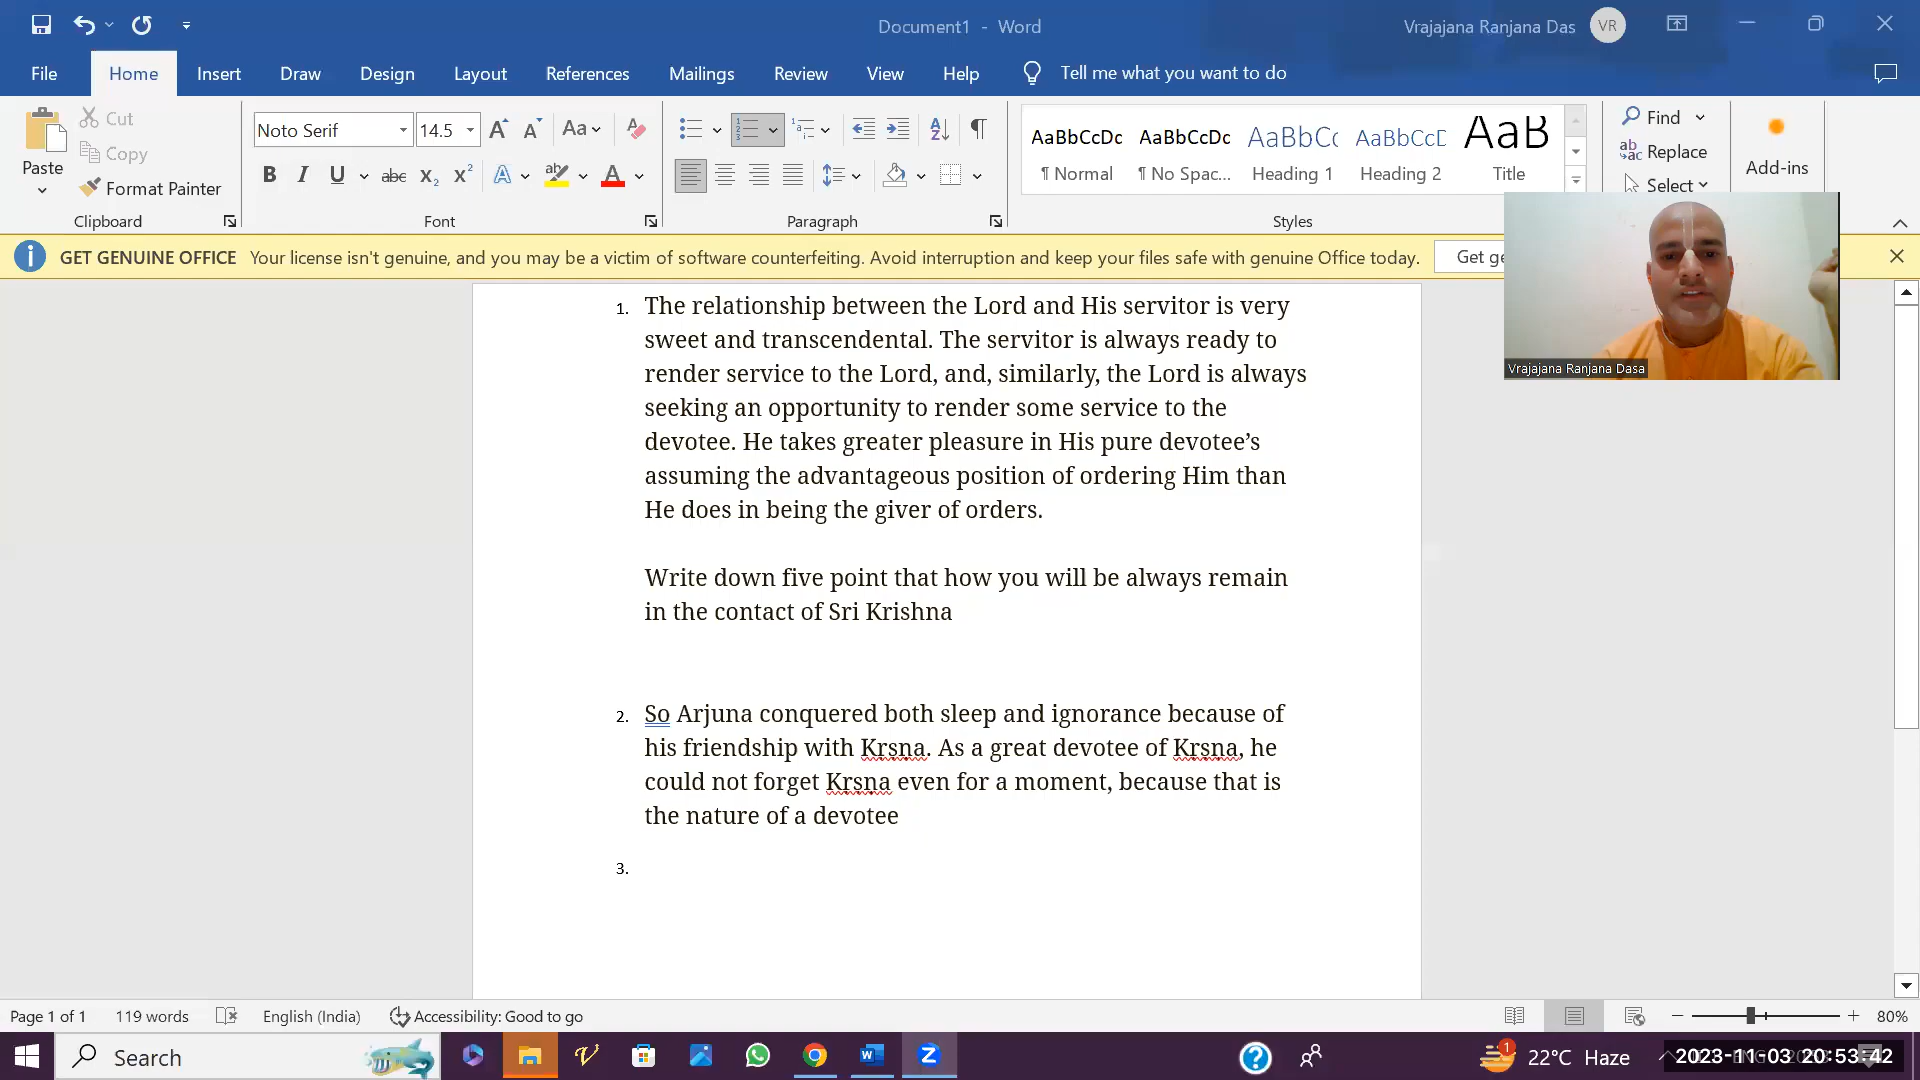 Document1 - Word
Vrajajana Ranjana Das
VR
File Home Insert Draw Design Layout References Mailings Review View Help Tell me what you want to do
Paste
Cut
Copy
Format Painter
Clipboard
Noto Serif 14.5
Font
Paragraph
AaBbCcDc AaBbCcDc AaBbCc AaBbCcD AaB
¶ Normal ¶ No Spac... Heading 1 Heading 2 Title
Styles
Find
Replace
Select
Add-ins
GET GENUINE OFFICE Your license isn't genuine, and you may be a victim of software counterfeiting. Avoid interruption and keep your files safe with genuine Office today. Get ge
Vrajajana Ranjana Dasa
1. The relationship between the Lord and His servitor is very
sweet and transcendental. The servitor is always ready to
render service to the Lord, and, similarly, the Lord is always
seeking an opportunity to render some service to the
devotee. He takes greater pleasure in His pure devotee’s
assuming the advantageous position of ordering Him than
He does in being the giver of orders.
Write down five point that how you will be always remain
in the contact of Sri Krishna
2. So Arjuna conquered both sleep and ignorance because of
his friendship with Kṛṣṇa. As a great devotee of Kṛṣṇa, he
could not forget Kṛṣṇa even for a moment, because that is
the nature of a devotee
3.
Page 1 of 1 119 words English (India) Accessibility: Good to go 80%
Search
22°C Haze
2023-11-03 20:53:42